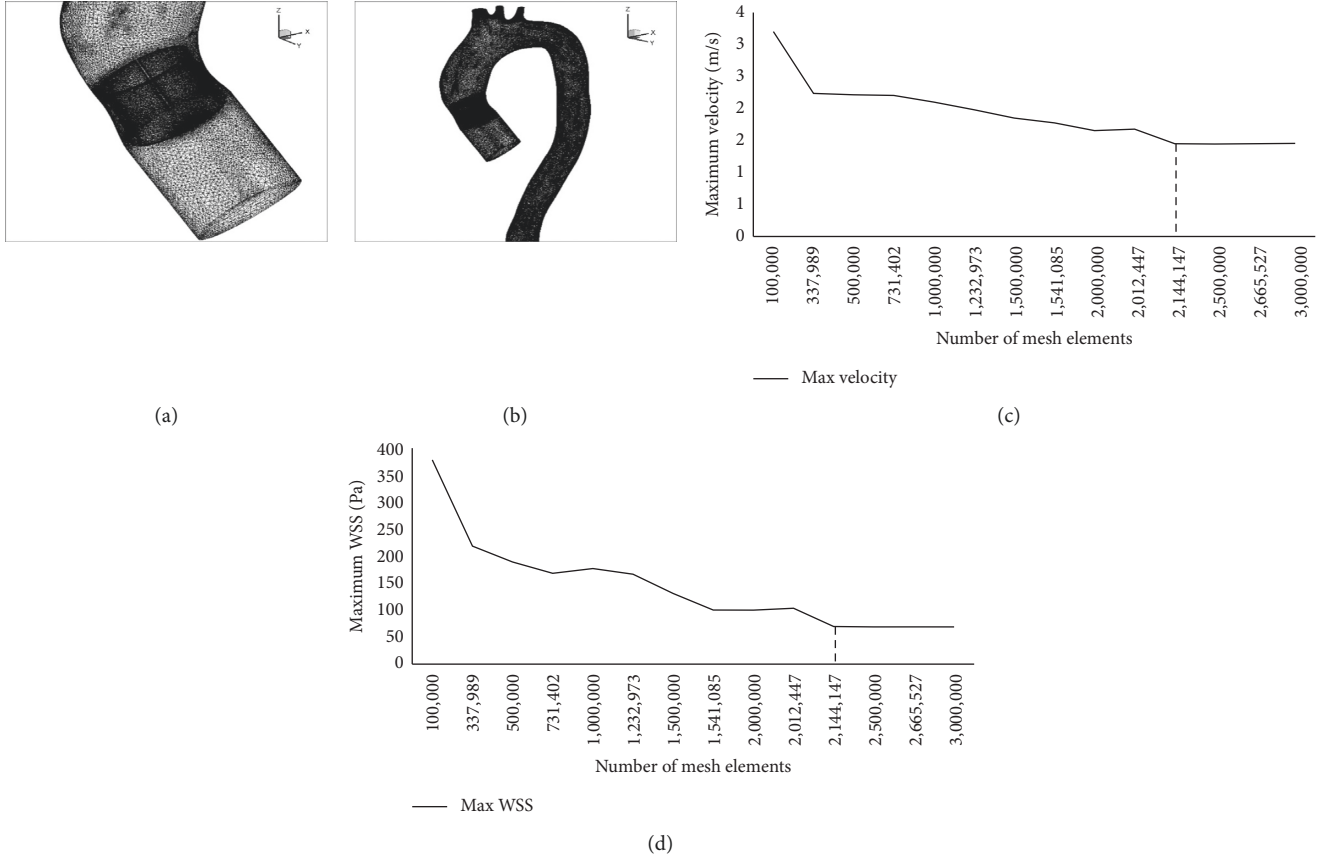 Z
X
Y
(a)
Z
X
Y
(b)
Maximum velocity (m/s)
4
3
3
2
2
1
1
0
100,000
337,989
500,000
731,402
1,000,000
1,232,973
1,500,000
1,541,085
2,000,000
2,012,447
2,144,147
2,500,000
2,665,527
3,000,000
Number of mesh elements
Max velocity
(c)
Maximum WSS (Pa)
400
350
300
250
200
150
100
50
0
100,000
337,989
500,000
731,402
1,000,000
1,232,973
1,500,000
1,541,085
2,000,000
2,012,447
2,144,147
2,500,000
2,665,527
3,000,000
Number of mesh elements
Max WSS
(d)